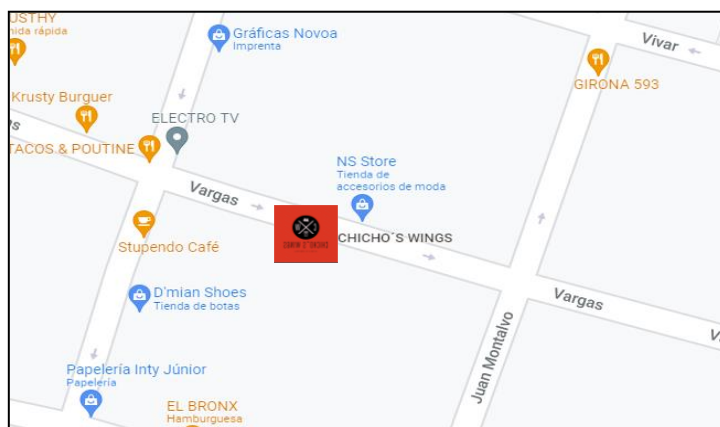 USTHY
nida rápida
Gráficas Novoa
Imprenta
Vivar
GIRONA 593
Krusty Burguer
ELECTRO TV
as
TACOS & POUTINE
NS Store
Tienda de
accesorios de moda
Vargas
CHICHO´S WINGS
Stupendo Café
D'mian Shoes
Tienda de botas
Vargas
Juan Montalvo
Papelería Inty Júnior
Papelería
EL BRONX
Hamburguesa